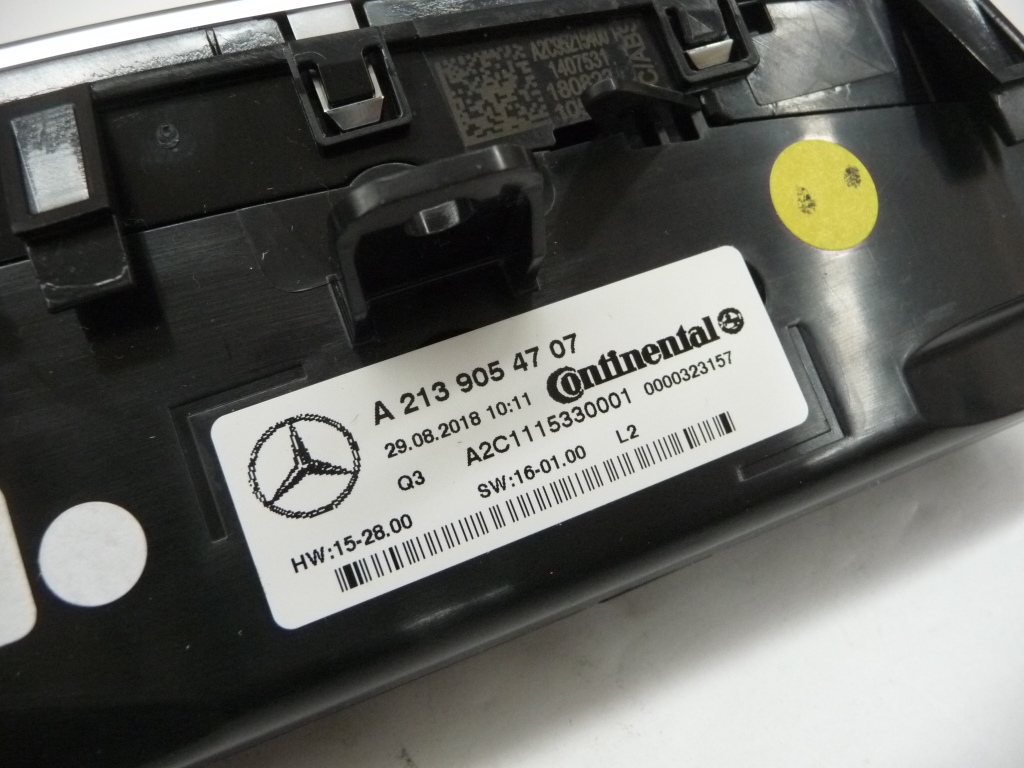 1407531
A 213 905 47 07
29.08.2018 10:11 Continental
Q3 A2C1115330001 0000323157
HW:15-28.00 SW:16-01.00 L2